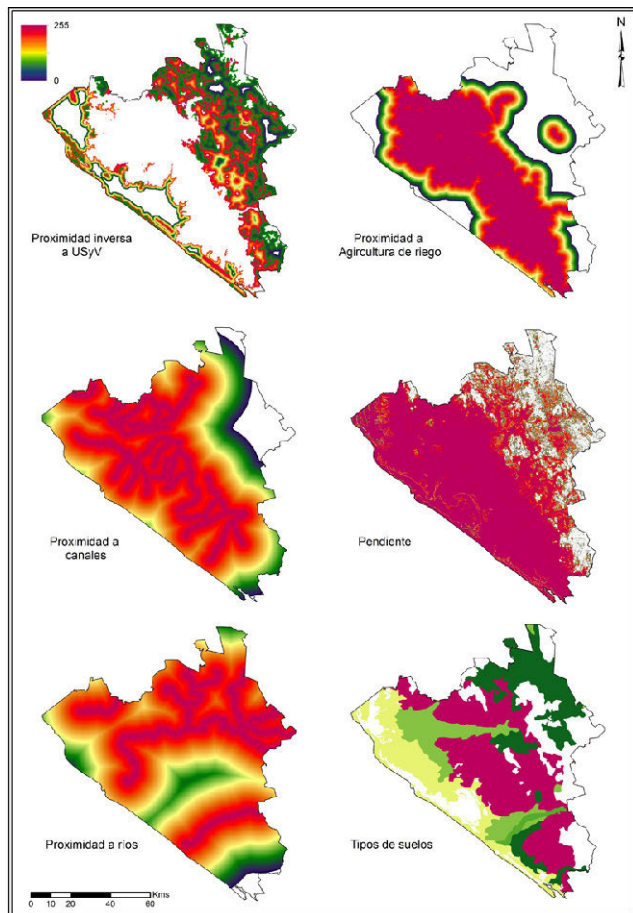 255
0
N
Proximidad inversa
a USyV
Proximidad a
Agircultura de riego
Proximidad a
canales
Pendiente
Proximidad a ríos
Tipos de suelos
Kms
0 10 20 40 60